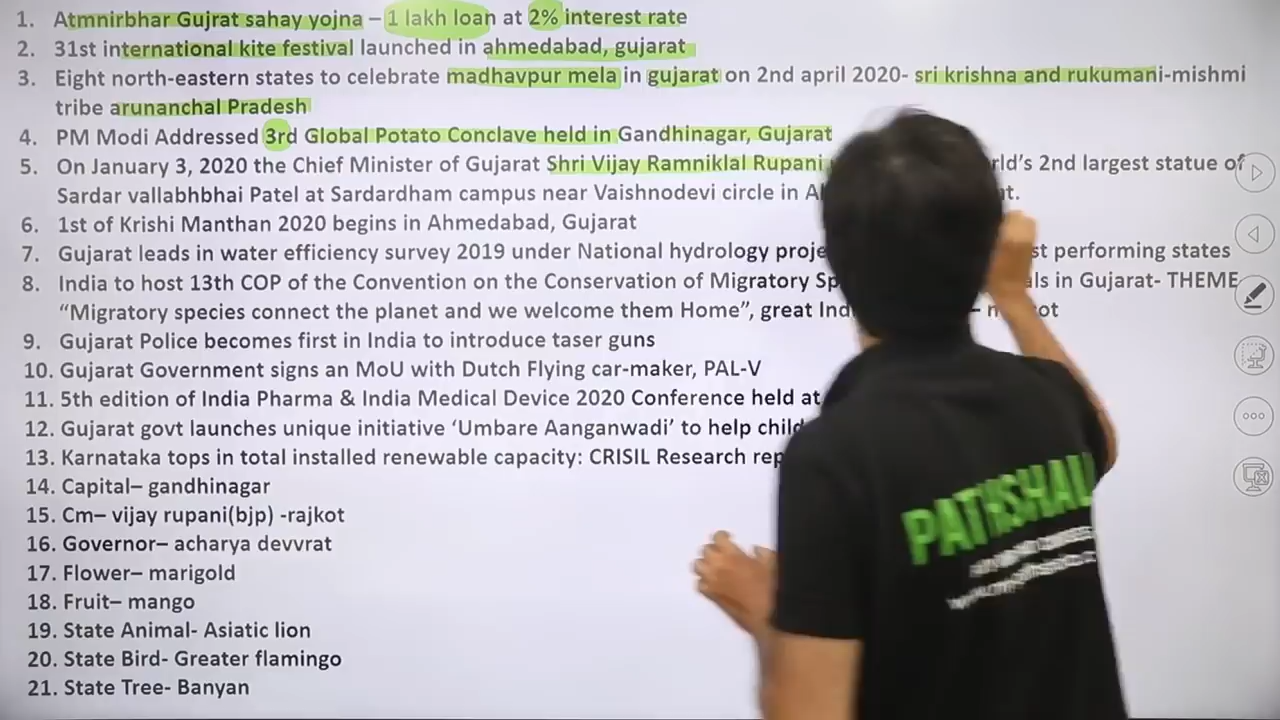 1. Atmnirbhar Gujrat sahay yojna – 1 lakh loan at 2% interest rate
2. 31st international kite festival launched in ahmedabad, gujarat
3. Eight north-eastern states to celebrate madhavpur mela in gujarat on 2nd april 2020- sri krishna and rukumani-mishmi
tribe arunanchal Pradesh
4. PM Modi Addressed 3rd Global Potato Conclave held in Gandhinagar, Gujarat
5. On January 3, 2020 the Chief Minister of Gujarat Shri Vijay Ramniklal Rupani 2nd largest statue of
Sardar vallabhbhai Patel at Sardardham campus near Vaishnodevi circle in
6. 1st of Krishi Manthan 2020 begins in Ahmedabad, Gujarat
7. Gujarat leads in water efficiency survey 2019 under National hydrology performing states
8. India to host 13th COP of the Convention on the Conservation of Migratory in Gujarat- THEME
“Migratory species connect the planet and we welcome them Home”, great
9. Gujarat Police becomes first in India to introduce taser guns
10. Gujarat Government signs an MoU with Dutch Flying car-maker, PAL-V
11. 5th edition of India Pharma & India Medical Device 2020 Conference held at
12. Gujarat govt launches unique initiative ‘Umbare Aanganwadi’ to help
13. Karnataka tops in total installed renewable capacity: CRISIL Research
14. Capital– gandhinagar
15. Cm– vijay rupani(bjp) -rajkot
16. Governor– acharya devvrat
17. Flower– marigold
18. Fruit– mango
19. State Animal- Asiatic lion
20. State Bird- Greater flamingo
21. State Tree- Banyan